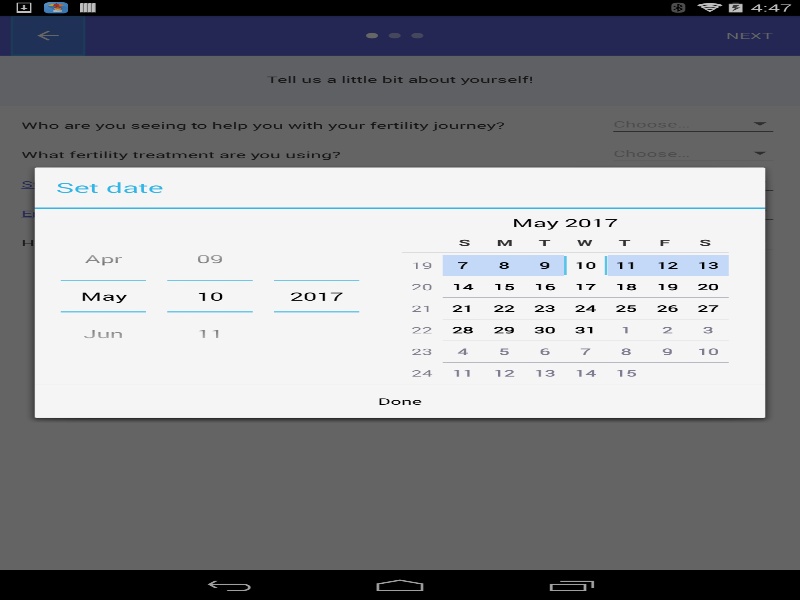 4:47
NEXT
Tell us a little bit about yourself!
Who are you seeing to help you with your fertility journey? Choose...
What fertility treatment are you using? Choose...
Set date
May 2017
S M T W T F S
Apr 09
19 7 8 9 10 11 12 13
20 14 15 16 17 18 19 20
May 10 2017
21 21 22 23 24 25 26 27
22 28 29 30 31 1 2 3
Jun 11
23 4 5 6 7 8 9 10
24 11 12 13 14 15
Done